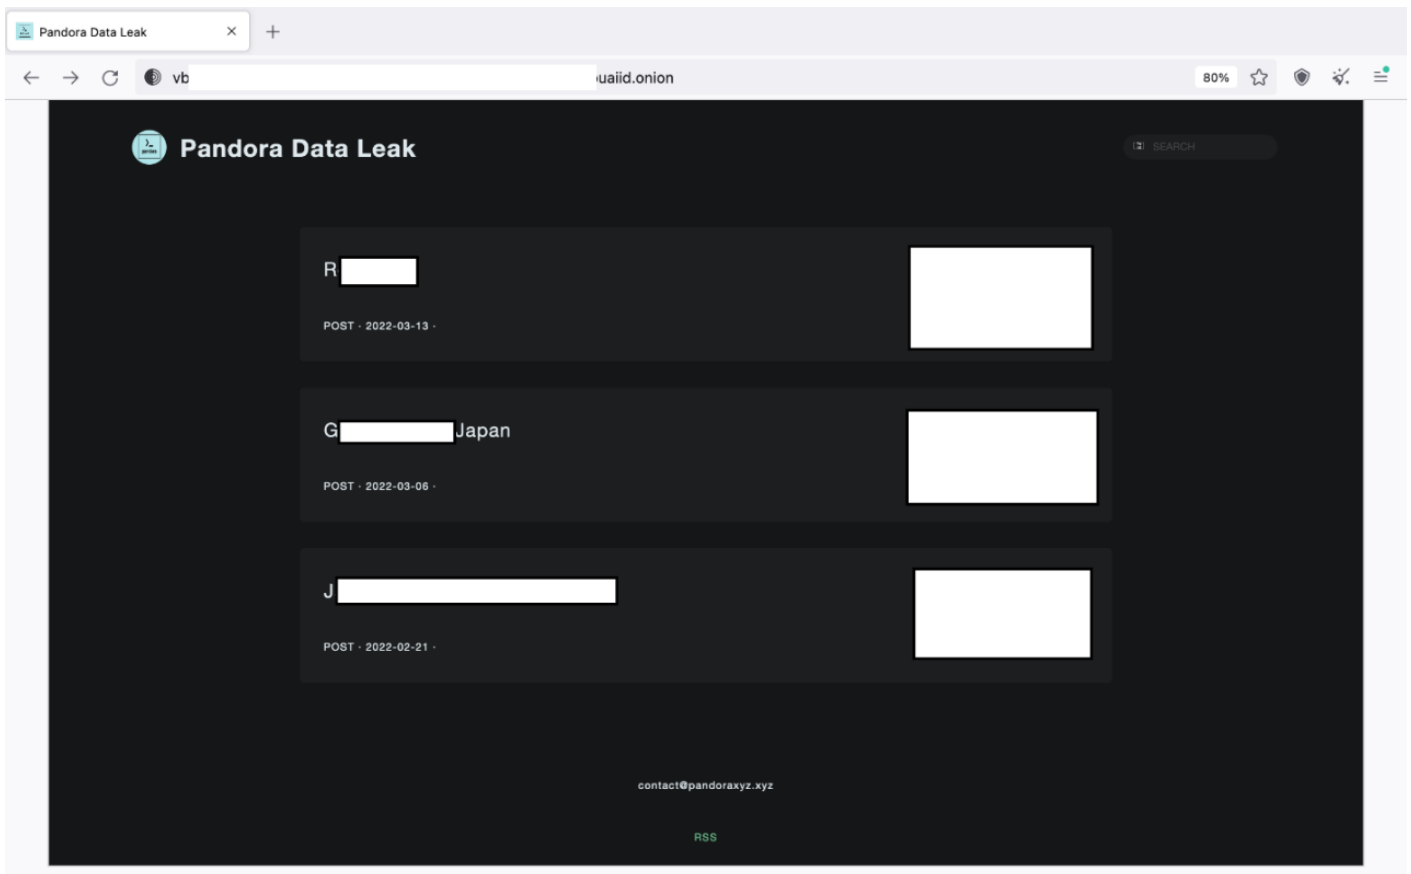 Pandora Data Leak
vb uaiid.onion 80%
Pandora Data Leak
SEARCH
R
POST · 2022-03-13 ·
G Japan
POST · 2022-03-06 ·
J
POST · 2022-02-21 ·
contact@pandoraxyz.xyz
RSS